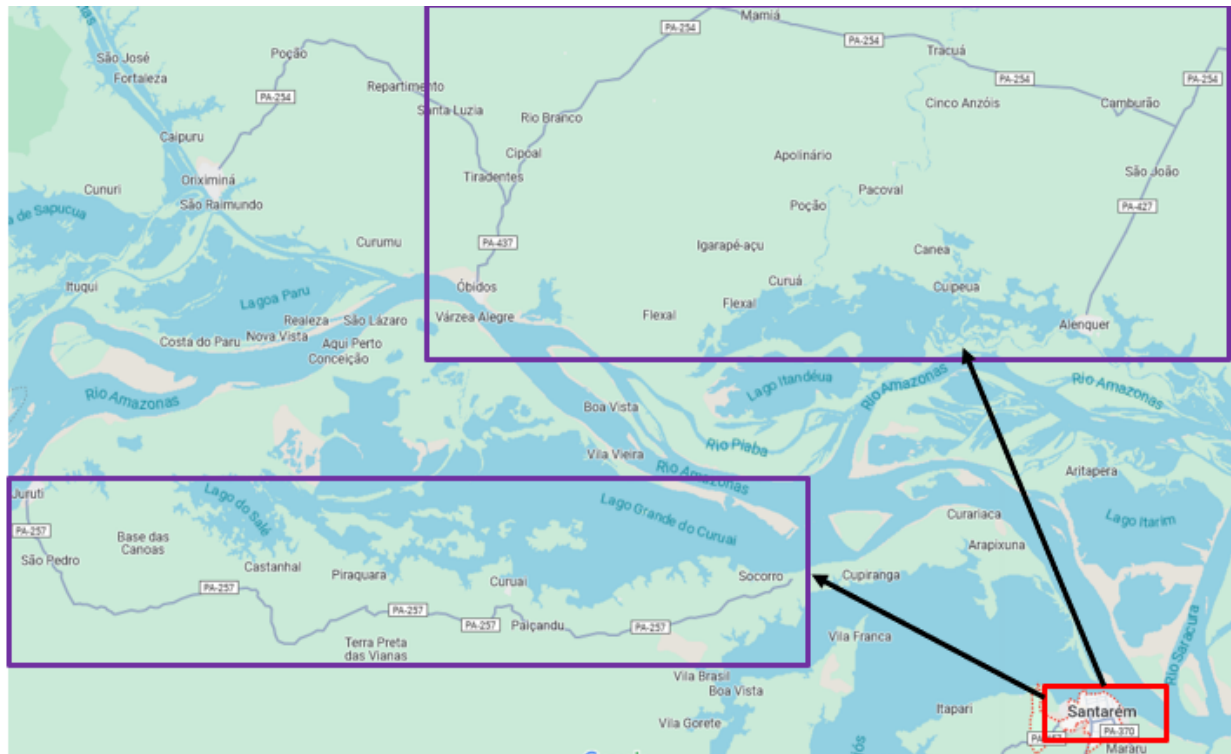 Mamiá
PA-254
PA-254
Tracuá
São José
Fortaleza
Poção
PA-254
Repartimento
PA-254
Santa Luzia
Rio Branco
Cinco Anzóis
Camburão
Caipuru
Cipoal
Apolinário
Tiradentes
São João
Oriximiná
Cunuri
Pacoval
São Raimundo
Poção
PA-427
de Sapucua
Curumu
PA-437
Igarapé-açu
Canea
Ituqui
Óbidos
Curuá
Cuipeua
Lagoa Paru
Flexal
Realeza
São Lázaro
Várzea Alegre
Flexal
Alenquer
Costa do Paru
Nova Vista
Aqui Perto
Conceição
Lago Itandéua
Rio Amazonas
Rio Amazonas
Rio Amazonas
Boa Vista
Rio Piaba
Vila Vieira
Rio Amazonas
Aritapera
Juruti
Lago do Salé
Lago Grande do Curuai
Curariaca
Lago Itarim
PA-257
Base das
Canoas
São Pedro
Arapixuna
Castanhal
Piraquara
Curuai
Socorro
Cupiranga
PA-257
PA-257
PA-257
Paiçandu
PA-257
Terra Preta
das Vianas
Vila Franca
Rio Saracura
Vila Brasil
Boa Vista
Itapari
Santarém
Vila Gorete
PA-370
Mararu